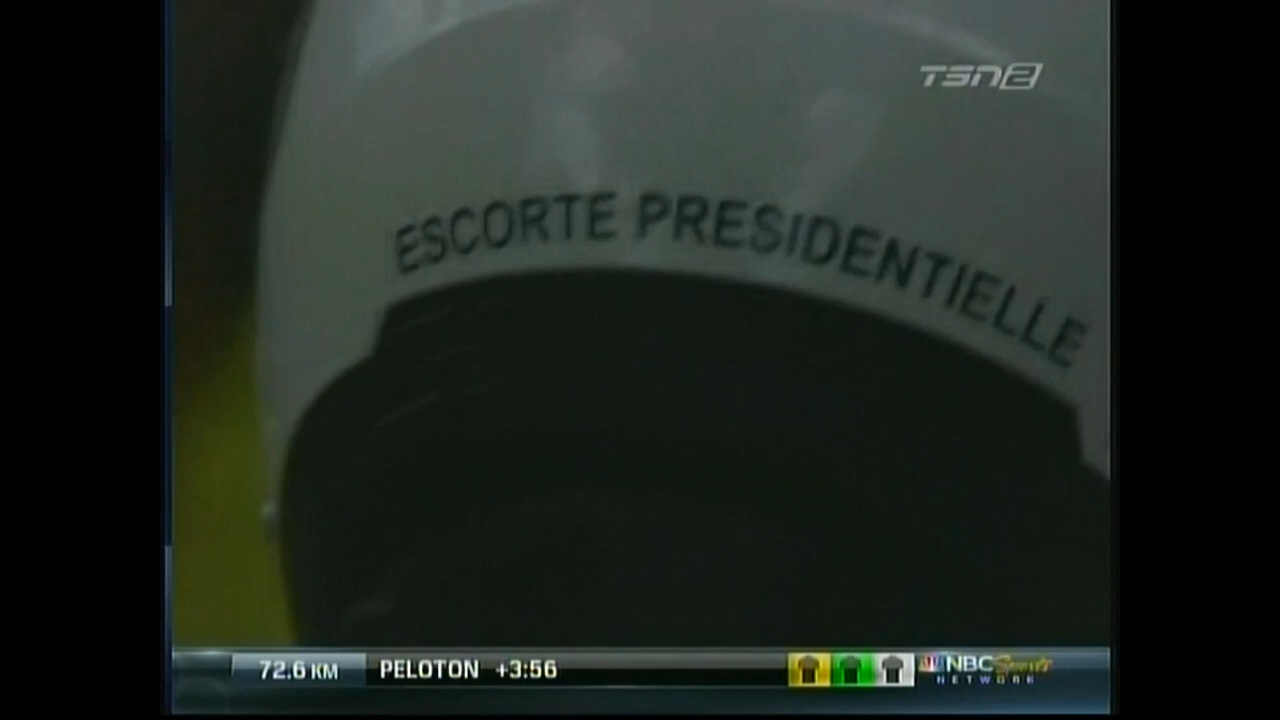 TSN2
ESCORTE PRESIDENTIELLE
72.6 KM PELOTON +3:56 NBC Sports
NETWORK